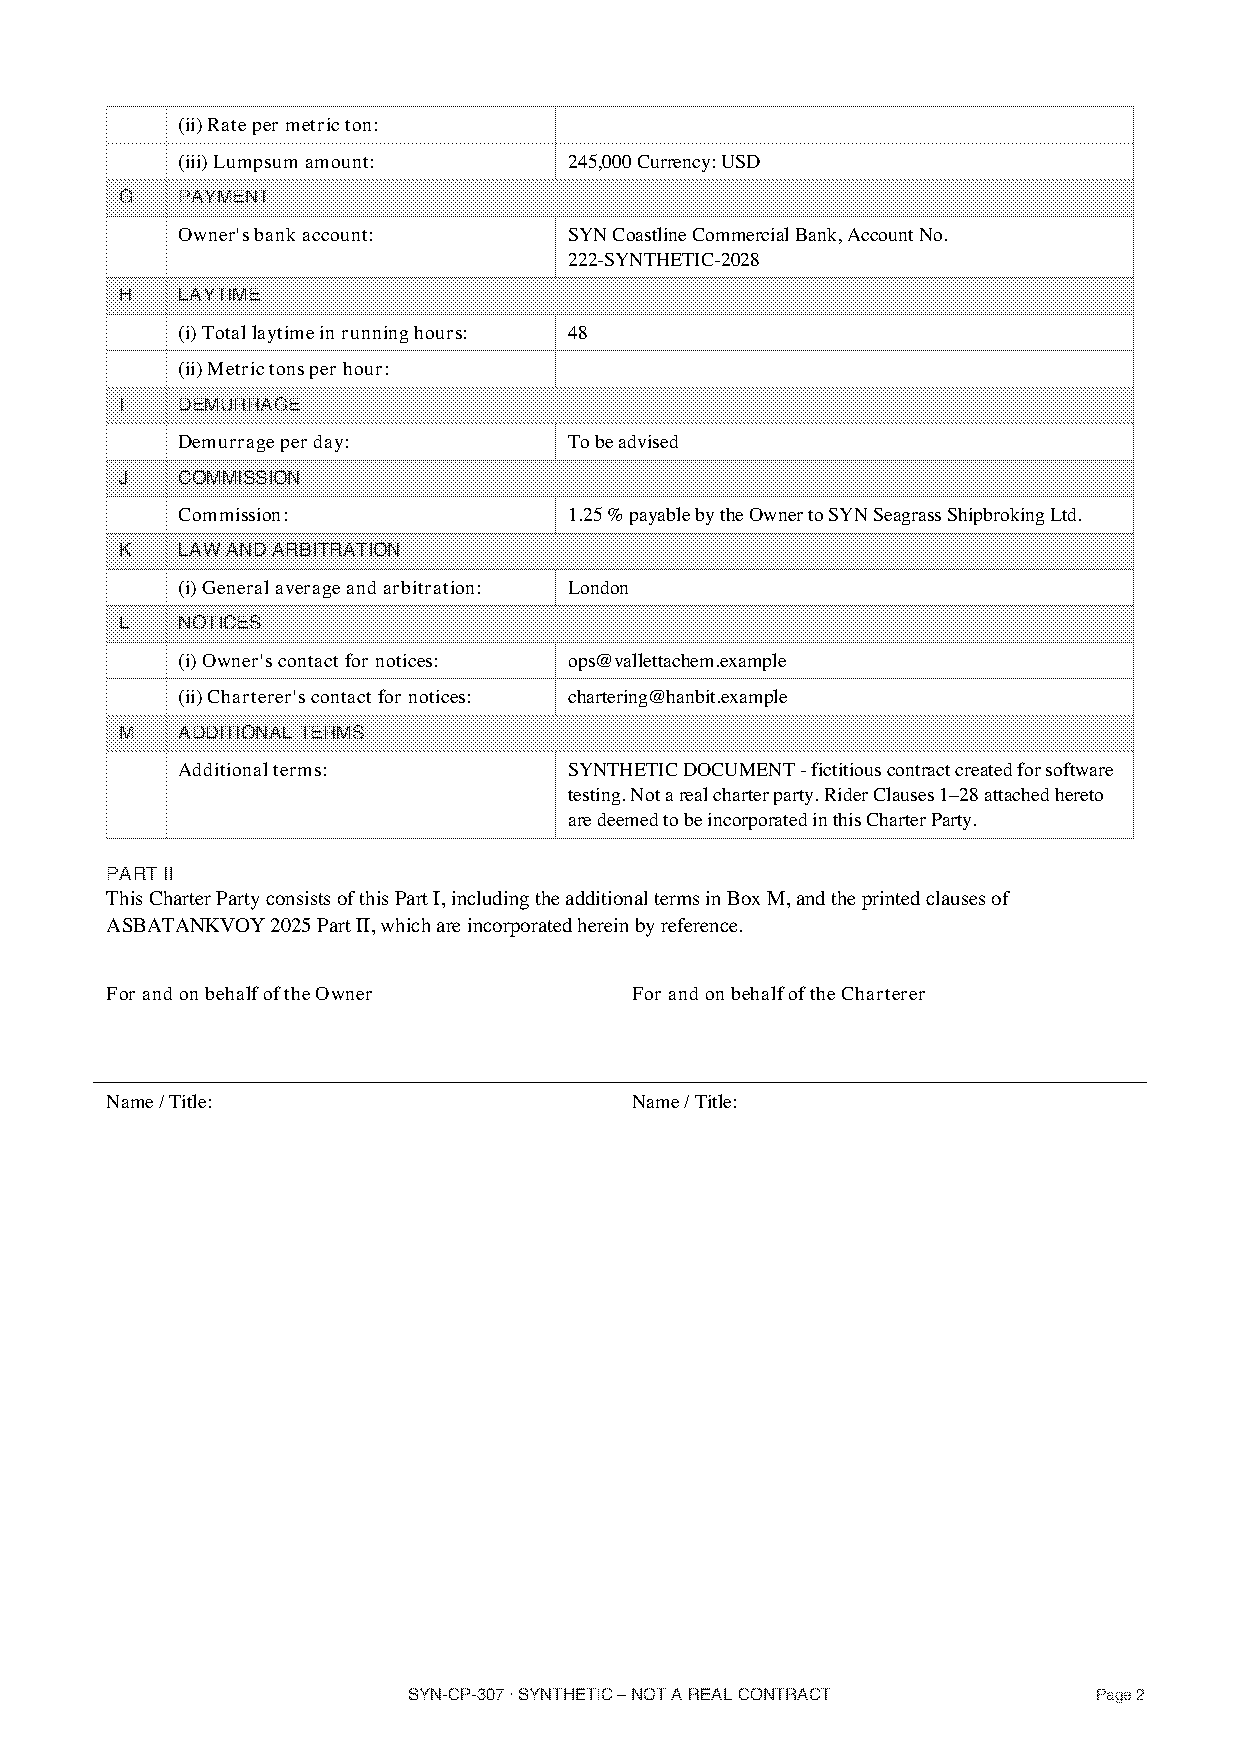 (ii) Rate per metric ton:
(iii) Lumpsum amount: 245,000 Currency: USD
G PAYMENT
Owner's bank account: SYN Coastline Commercial Bank, Account No.
222-SYNTHETIC-2028
H LAYTIME
(i) Total laytime in running hours: 48
(ii) Metric tons per hour:
I DEMURRAGE
Demurrage per day: To be advised
J COMMISSION
Commission: 1.25 % payable by the Owner to SYN Seagrass Shipbroking Ltd.
K LAW AND ARBITRATION
(i) General average and arbitration: London
L NOTICES
(i) Owner's contact for notices: ops@vallettachem.example
(ii) Charterer's contact for notices: chartering@hanbit.example
M ADDITIONAL TERMS
Additional terms: SYNTHETIC DOCUMENT - fictitious contract created for software
testing. Not a real charter party. Rider Clauses 1–28 attached hereto
are deemed to be incorporated in this Charter Party.
PART II
This Charter Party consists of this Part I, including the additional terms in Box M, and the printed clauses of
ASBATANKVOY 2025 Part II, which are incorporated herein by reference.
For and on behalf of the Owner For and on behalf of the Charterer
Name / Title: Name / Title:
SYN-CP-307 · SYNTHETIC – NOT A REAL CONTRACT Page 2